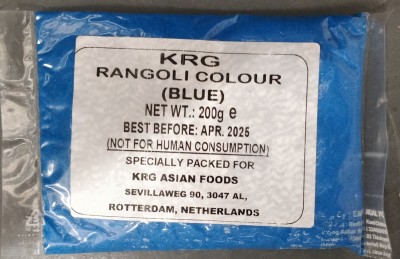 KRG
RANGOLI COLOUR
(BLUE)
NET WT.: 200g e
BEST BEFORE: APR. 2025
(NOT FOR HUMAN CONSUMPTION)
SPECIALLY PACKED FOR
KRG ASIAN FOODS
SEVILLAWEG 90, 3047 AL,
ROTTERDAM, NETHERLANDS